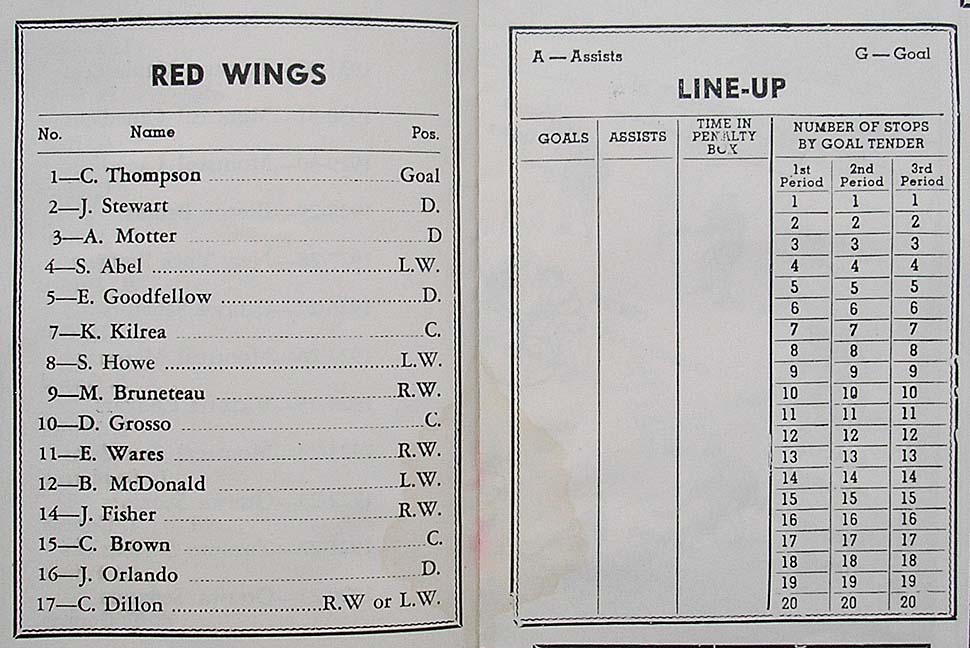 RED WINGS
No. Name Pos.
1—C. Thompson Goal
2—J. Stewart D.
3—A. Motter D
4—S. Abel L.W.
5—E. Goodfellow D.
7—K. Kilrea C.
8—S. Howe L.W.
9—M. Bruneteau R.W.
10—D. Grosso C.
11—E. Wares R.W.
12—B. McDonald L.W.
14—J. Fisher R.W.
15—C. Brown C.
16—J. Orlando D.
17—C. Dillon R.W or L.W.
A — Assists G — Goal
LINE-UP
GOALS ASSISTS TIME IN PENALTY BOX NUMBER OF STOPS BY GOAL TENDER
1st Period 2nd Period 3rd Period
1 1 1
2 2 2
3 3 3
4 4 4
5 5 5
6 6 6
7 7 7
8 8 8
9 9 9
10 10 10
11 11 11
12 12 12
13 13 13
14 14 14
15 15 15
16 16 16
17 17 17
18 18 18
19 19 19
20 20 20